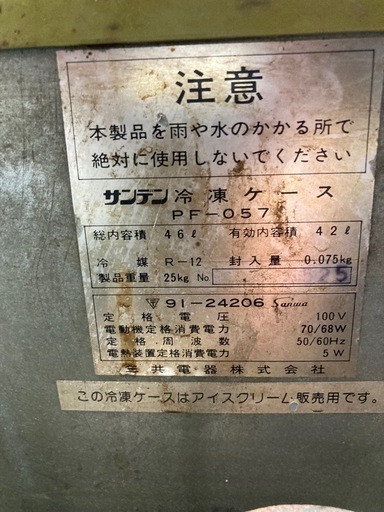 注意
本製品を雨や水のかかる所で
絶対に使用しないでください
サンデン冷凍ケース
PF-057
総内容積 46ℓ 有効内容積 42ℓ
冷媒 R-12 封入量 0.075kg
製品重量 25kg No. 25
91-24206 Sanwa
定格電圧 100V
電動機定格消費電力 70/68W
定格周波数 50/60Hz
電熱装置定格消費電力 5W
三共電器株式会社
この冷凍ケースはアイスクリーム販売用です。